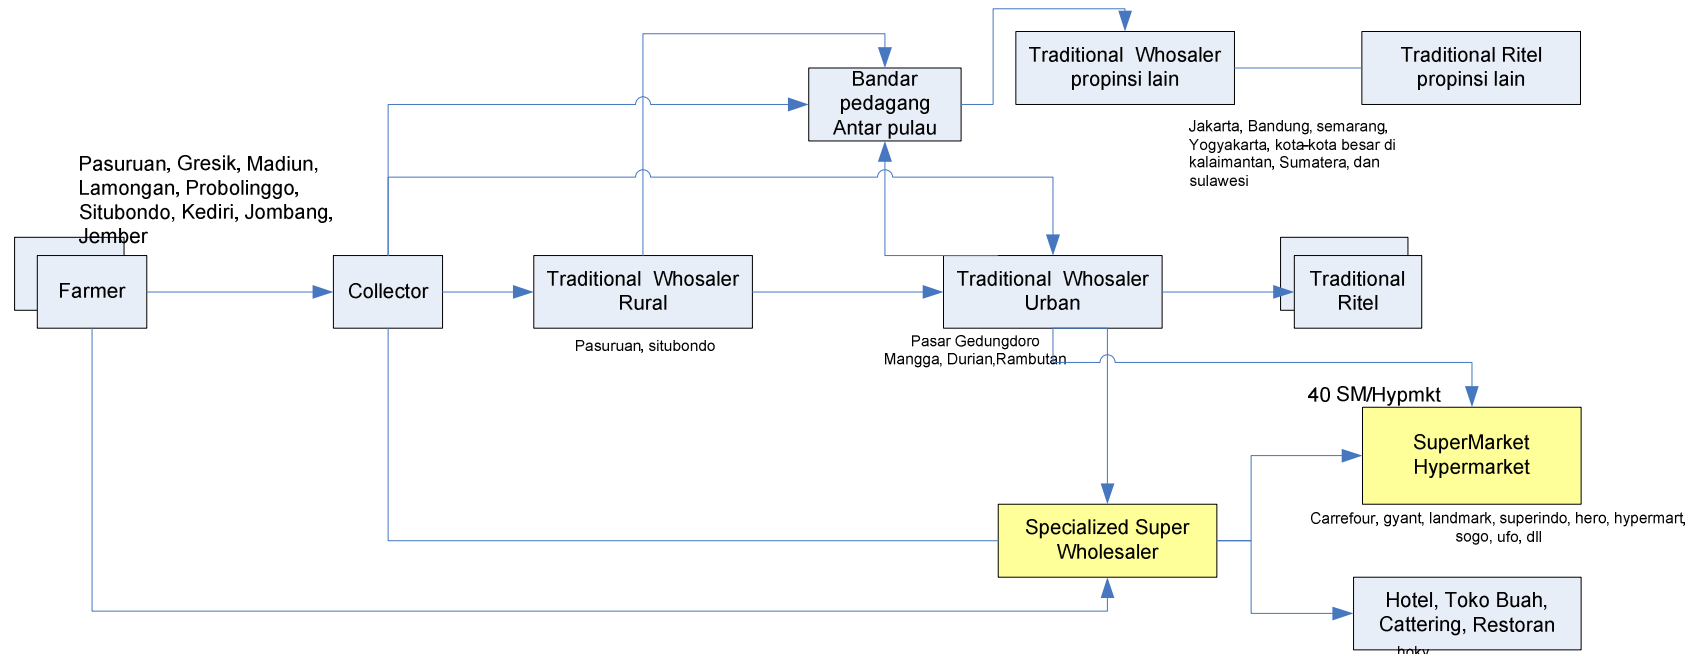 Traditional  Whosaler
propinsi lain
Traditional Ritel
propinsi lain
Bandar
pedagang
Antar pulau
Jakarta, Bandung, semarang,
Yogyakarta, kota-kota besar di
kalaimantan, Sumatera, dan
sulawesi
Pasuruan, Gresik, Madiun,
Lamongan, Probolinggo,
Situbondo, Kediri, Jombang,
Jember
Farmer
Collector
Traditional  Whosaler
Rural
Pasuruan, situbondo
Traditional  Whosaler
Urban
Pasar Gedungdoro
Mangga, Durian,Rambutan
Traditional
Ritel
40 SM/Hypmkt
SuperMarket
Hypermarket
Carrefour, gyant, landmark, superindo, hero, hypermart,
sogo, ufo, dll
Specialized Super
Wholesaler
Hotel, Toko Buah,
Cattering, Restoran
hoky